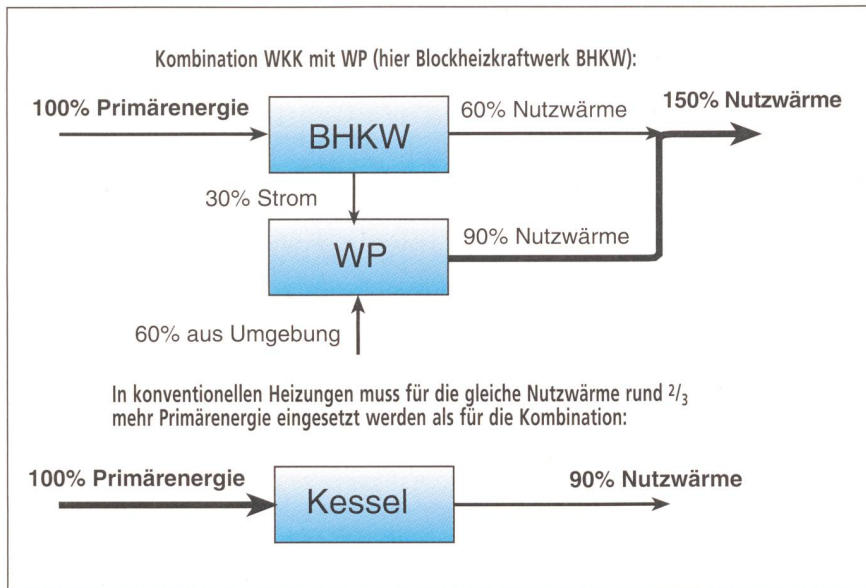 Kombination WKK mit WP (hier Blockheizkraftwerk BHKW):
100% Primärenergie
BHKW
60% Nutzwärme
150% Nutzwärme
30% Strom
WP
90% Nutzwärme
60% aus Umgebung
In konventionellen Heizungen muss für die gleiche Nutzwärme rund 2/3
mehr Primärenergie eingesetzt werden als für die Kombination:
100% Primärenergie
Kessel
90% Nutzwärme